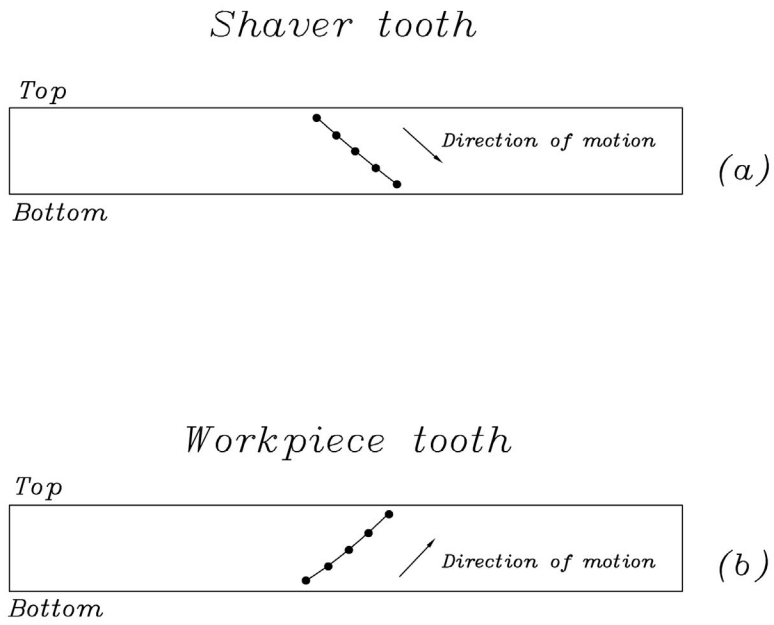 Shaver tooth
Top
Direction of motion
(a)
Bottom
Workpiece tooth
Top
Direction of motion
(b)
Bottom